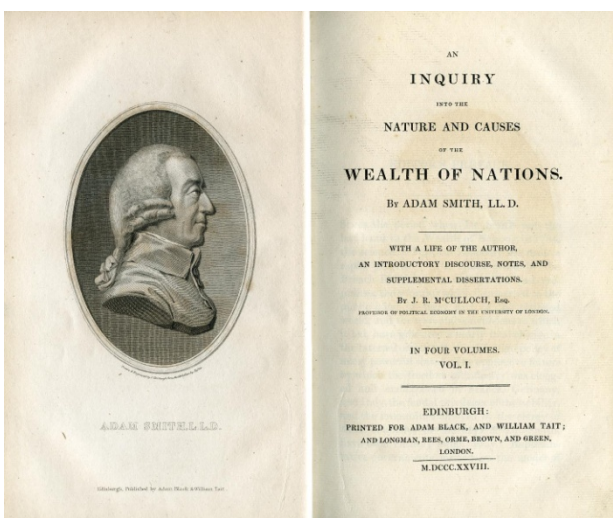 ADAM SMITH, LL.D.
Edinburgh, Published by Adam Black & William Tait
AN
INQUIRY
INTO THE
NATURE AND CAUSES
OF THE
WEALTH OF NATIONS.
By ADAM SMITH, LL. D.
WITH A LIFE OF THE AUTHOR,
AN INTRODUCTORY DISCOURSE, NOTES, AND
SUPPLEMENTAL DISSERTATIONS.
By J. R. McCULLOCH, Esq.
PROFESSOR OF POLITICAL ECONOMY IN THE UNIVERSITY OF LONDON.
IN FOUR VOLUMES.
VOL. I.
EDINBURGH:
PRINTED FOR ADAM BLACK, AND WILLIAM TAIT;
AND LONGMAN, REES, ORME, BROWN, AND GREEN,
LONDON.
M.DCCC.XXVIII.